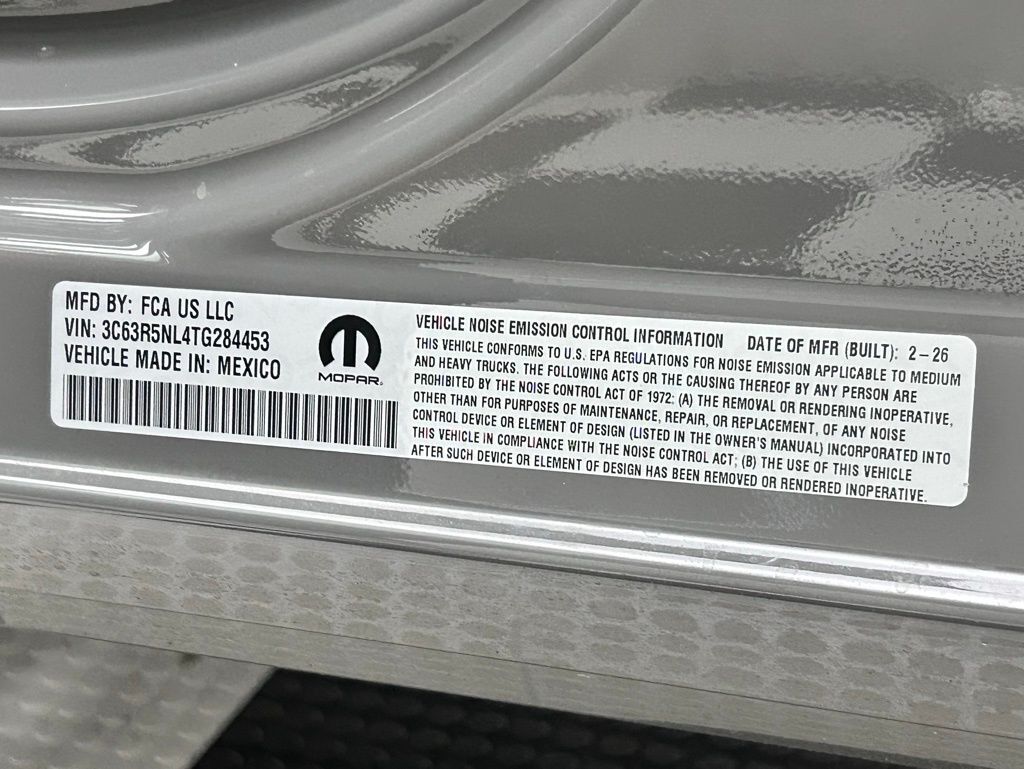 MFD BY: FCA US LLC
VIN: 3C63R5NL4TG284453
VEHICLE MADE IN: MEXICO
MOPAR®
VEHICLE NOISE EMISSION CONTROL INFORMATION DATE OF MFR (BUILT): 2-26
THIS VEHICLE CONFORMS TO U.S. EPA REGULATIONS FOR NOISE EMISSION APPLICABLE TO MEDIUM
AND HEAVY TRUCKS. THE FOLLOWING ACTS OR THE CAUSING THEREOF BY ANY PERSON ARE
PROHIBITED BY THE NOISE CONTROL ACT OF 1972: (A) THE REMOVAL OR RENDERING INOPERATIVE,
OTHER THAN FOR PURPOSES OF MAINTENANCE, REPAIR, OR REPLACEMENT, OF ANY NOISE
CONTROL DEVICE OR ELEMENT OF DESIGN (LISTED IN THE OWNER'S MANUAL) INCORPORATED INTO
THIS VEHICLE IN COMPLIANCE WITH THE NOISE CONTROL ACT; (B) THE USE OF THIS VEHICLE
AFTER SUCH DEVICE OR ELEMENT OF DESIGN HAS BEEN REMOVED OR RENDERED INOPERATIVE.